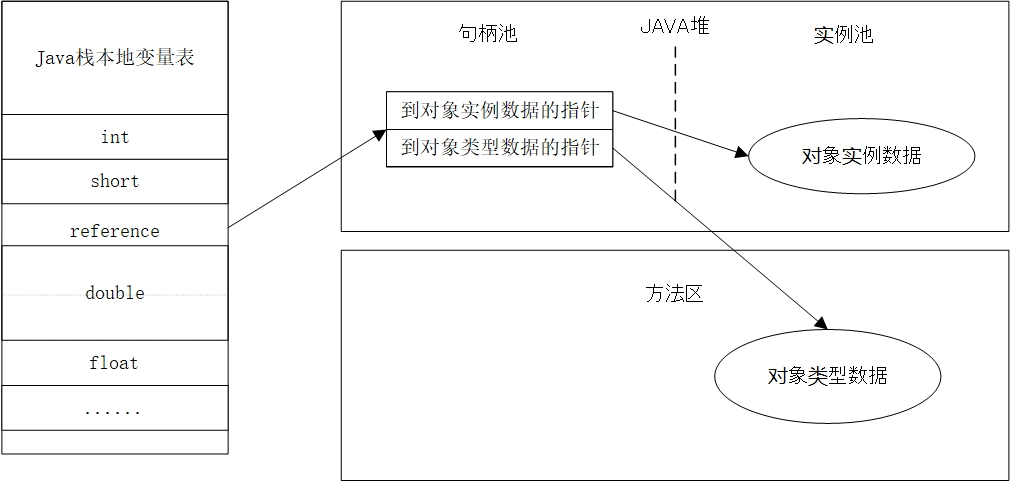 Java栈本地变量表
int
short
reference
double
float
......
JAVA堆
句柄池
实例池
到对象实例数据的指针
到对象类型数据的指针
对象实例数据
方法区
对象类型数据